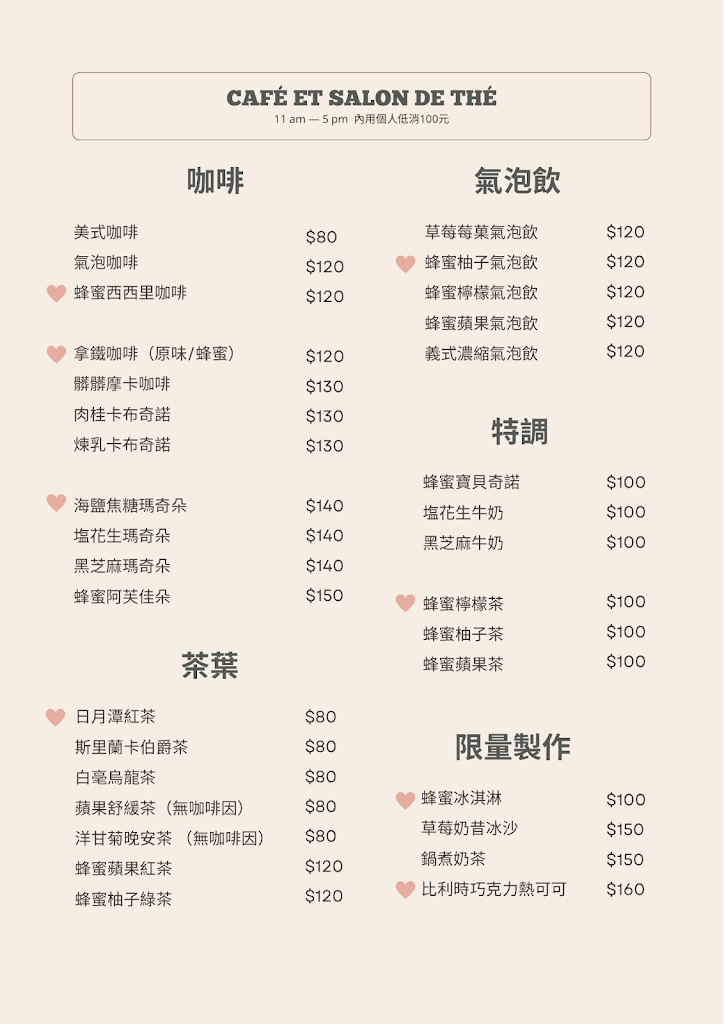 CAFÉ ET SALON DE THÉ
11 am — 5 pm 內用個人低消100元
咖啡
美式咖啡 $80
氣泡咖啡 $120
蜂蜜西西里咖啡 $120
拿鐵咖啡（原味/蜂蜜） $120
髒髒摩卡咖啡 $130
肉桂卡布奇諾 $130
煉乳卡布奇諾 $130
海鹽焦糖瑪奇朵 $140
塩花生瑪奇朵 $140
黑芝麻瑪奇朵 $140
蜂蜜阿芙佳朵 $150
茶葉
日月潭紅茶 $80
斯里蘭卡伯爵茶 $80
白毫烏龍茶 $80
蘋果舒緩茶（無咖啡因） $80
洋甘菊晚安茶 （無咖啡因） $80
蜂蜜蘋果紅茶 $120
蜂蜜柚子綠茶 $120
氣泡飲
草莓莓菓氣泡飲 $120
蜂蜜柚子氣泡飲 $120
蜂蜜檸檬氣泡飲 $120
蜂蜜蘋果氣泡飲 $120
義式濃縮氣泡飲 $120
特調
蜂蜜寶貝奇諾 $100
塩花生牛奶 $100
黑芝麻牛奶 $100
蜂蜜檸檬茶 $100
蜂蜜柚子茶 $100
蜂蜜蘋果茶 $100
限量製作
蜂蜜冰淇淋 $100
草莓奶昔冰沙 $150
鍋煮奶茶 $150
比利時巧克力熱可可 $160